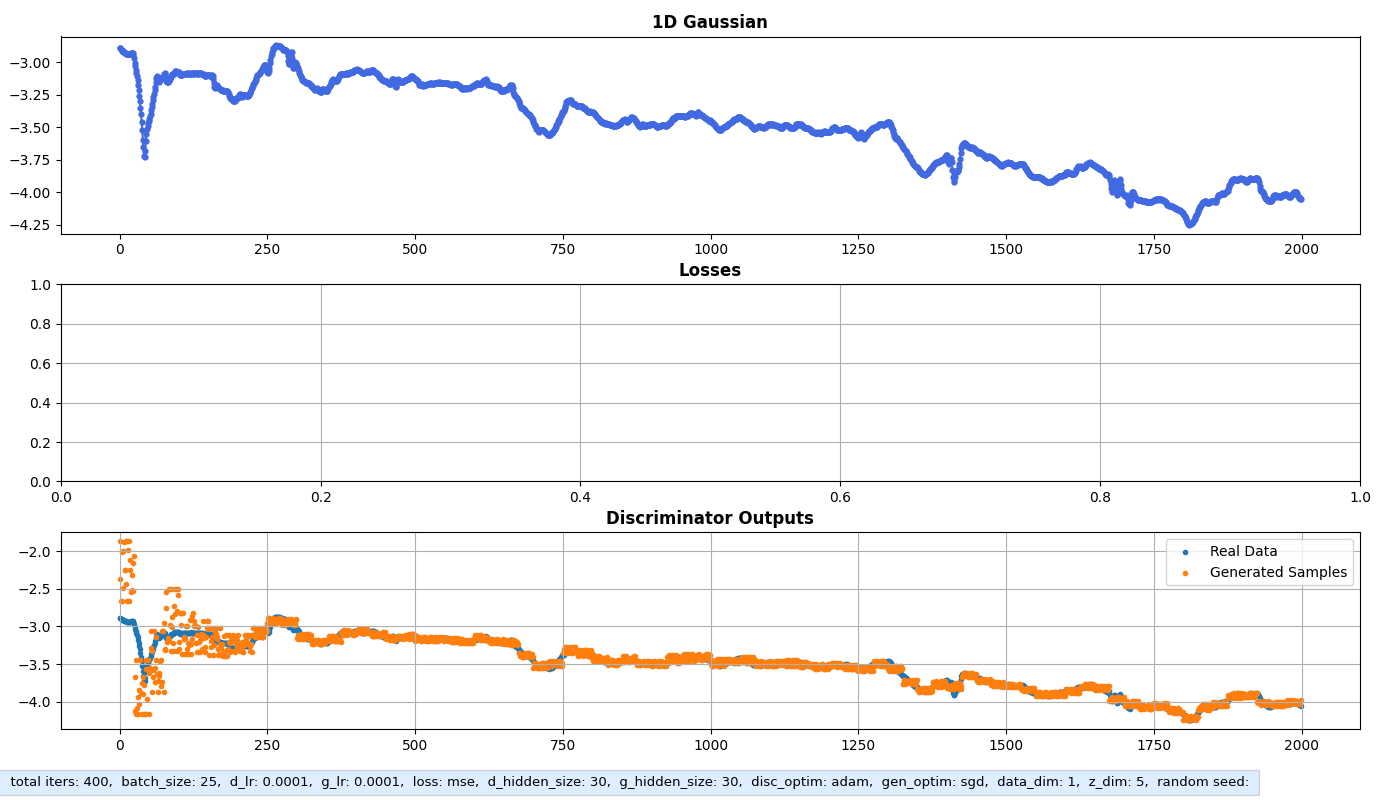 1D Gaussian
−3.00
−3.25
−3.50
−3.75
−4.00
−4.25
0 250 500 750 1000 1250 1500 1750 2000
Losses
1.0
0.8
0.6
0.4
0.2
0.0
0.0 0.2 0.4 0.6 0.8 1.0
Discriminator Outputs
−2.0
−2.5
−3.0
−3.5
−4.0
Real Data
Generated Samples
0 250 500 750 1000 1250 1500 1750 2000
total iters: 400, batch_size: 25, d_lr: 0.0001, g_lr: 0.0001, loss: mse, d_hidden_size: 30, g_hidden_size: 30, disc_optim: adam, gen_optim: sgd, data_dim: 1, z_dim: 5, random seed: